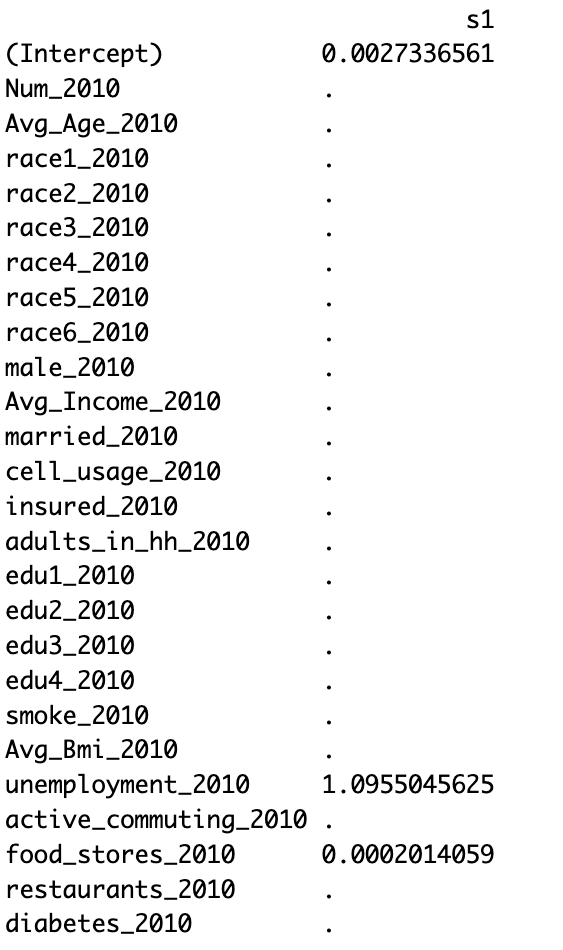 s1
(Intercept) 0.0027336561
Num_2010 .
Avg_Age_2010 .
race1_2010 .
race2_2010 .
race3_2010 .
race4_2010 .
race5_2010 .
race6_2010 .
male_2010 .
Avg_Income_2010 .
married_2010 .
cell_usage_2010 .
insured_2010 .
adults_in_hh_2010 .
edu1_2010 .
edu2_2010 .
edu3_2010 .
edu4_2010 .
smoke_2010 .
Avg_Bmi_2010 .
unemployment_2010 1.0955045625
active_commuting_2010 .
food_stores_2010 0.0002014059
restaurants_2010 .
diabetes_2010 .